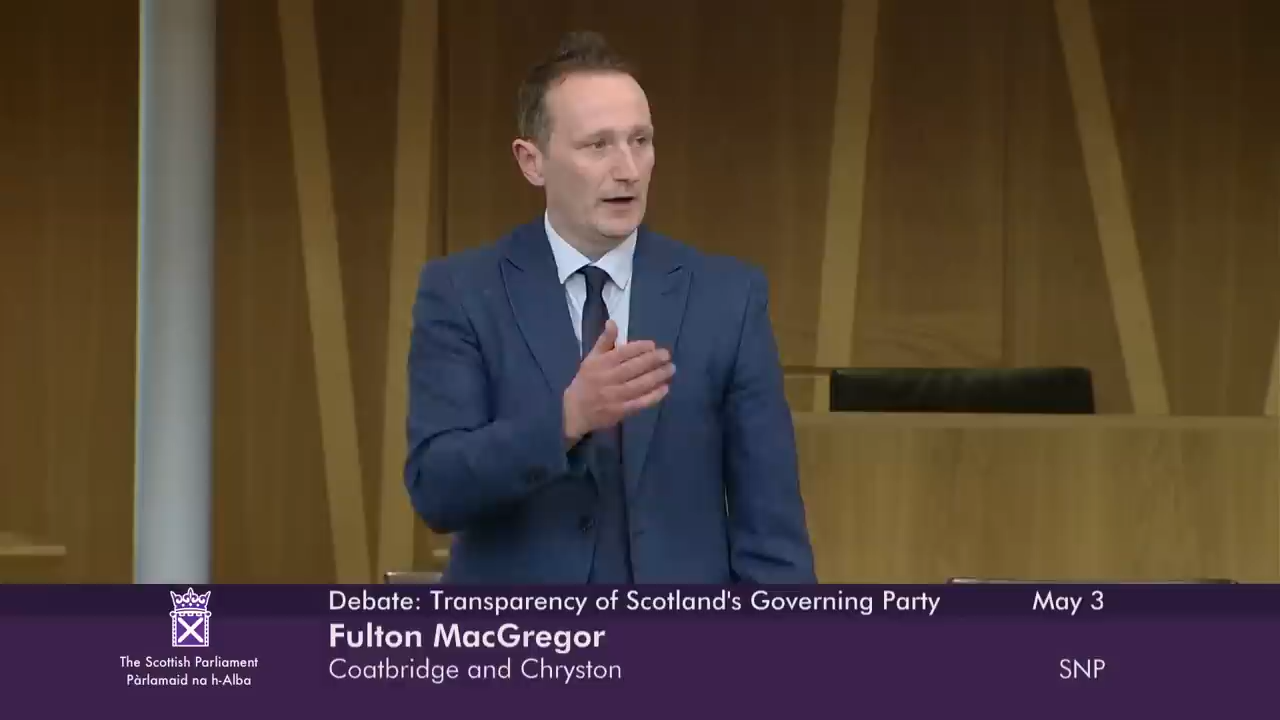 Debate: Transparency of Scotland's Governing Party May 3
Fulton MacGregor
Coatbridge and Chryston SNP
The Scottish Parliament
Pàrlamaid na h-Alba